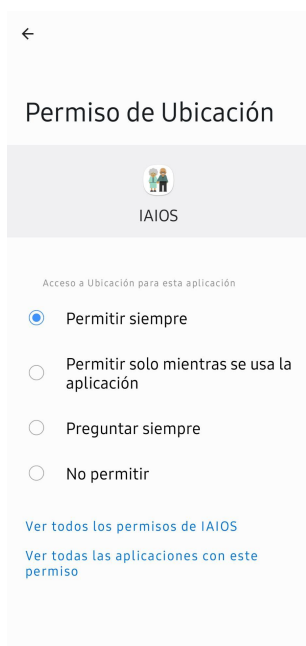 Permiso de Ubicación
IAIOS
Acceso a Ubicación para esta aplicación
Permitir siempre
Permitir solo mientras se usa la
aplicación
Preguntar siempre
No permitir
Ver todos los permisos de IAIOS
Ver todas las aplicaciones con este
permiso